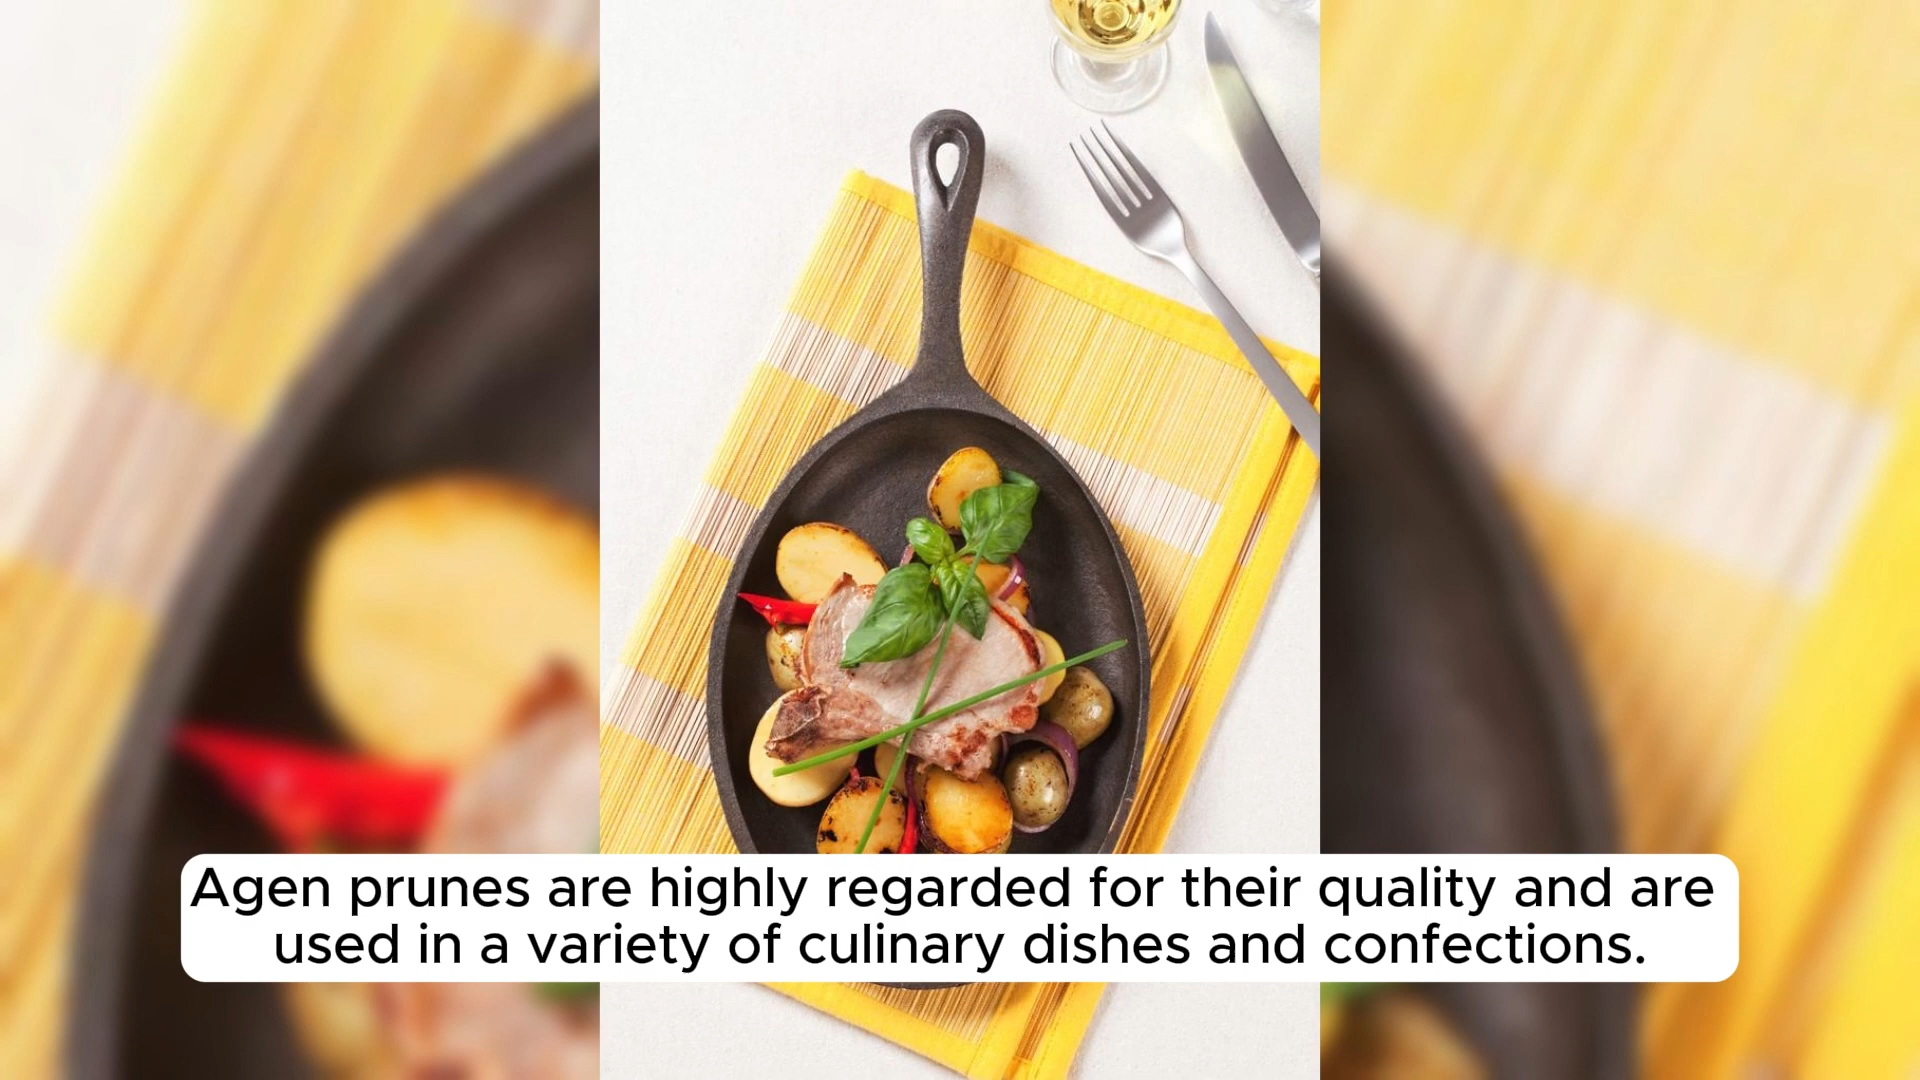 Agen prunes are highly regarded for their quality and are
used in a variety of culinary dishes and confections.